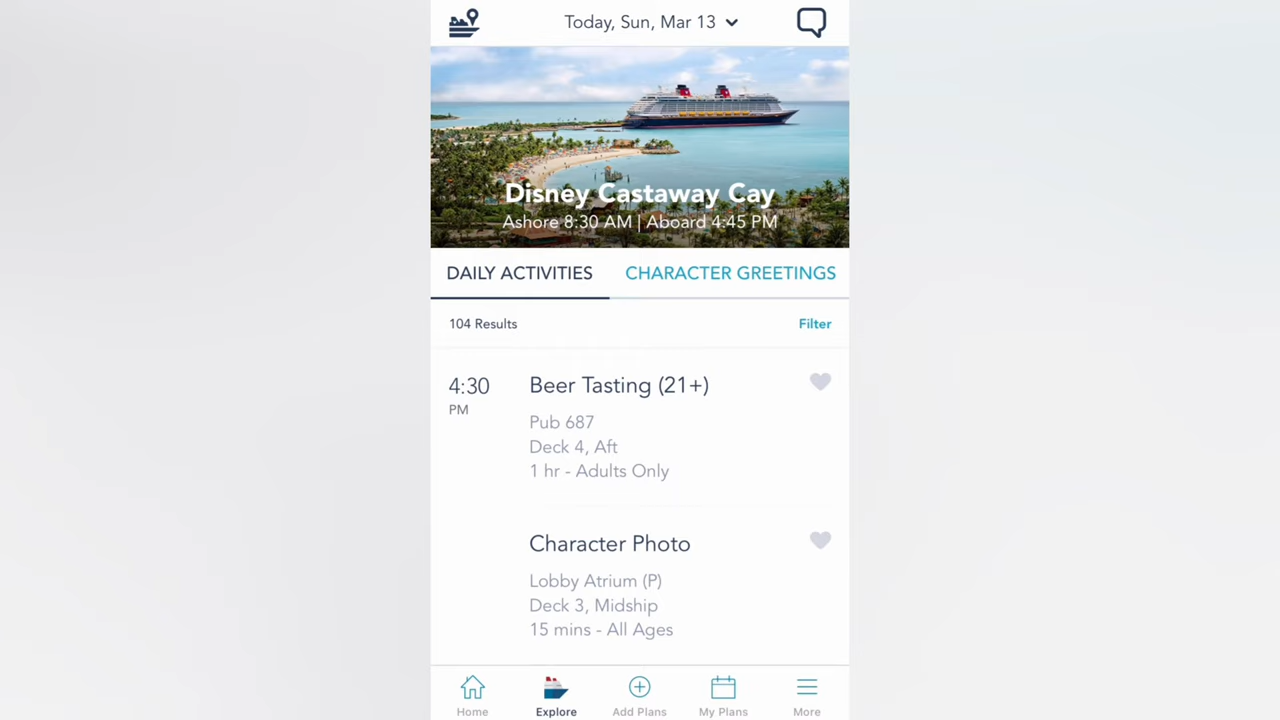 Today, Sun, Mar 13
Disney Castaway Cay
Ashore 8:30 AM | Aboard 4:45 PM
DAILY ACTIVITIES CHARACTER GREETINGS
104 Results Filter
4:30 PM
Beer Tasting (21+)
Pub 687
Deck 4, Aft
1 hr - Adults Only
Character Photo
Lobby Atrium (P)
Deck 3, Midship
15 mins - All Ages
Home Explore Add Plans My Plans More